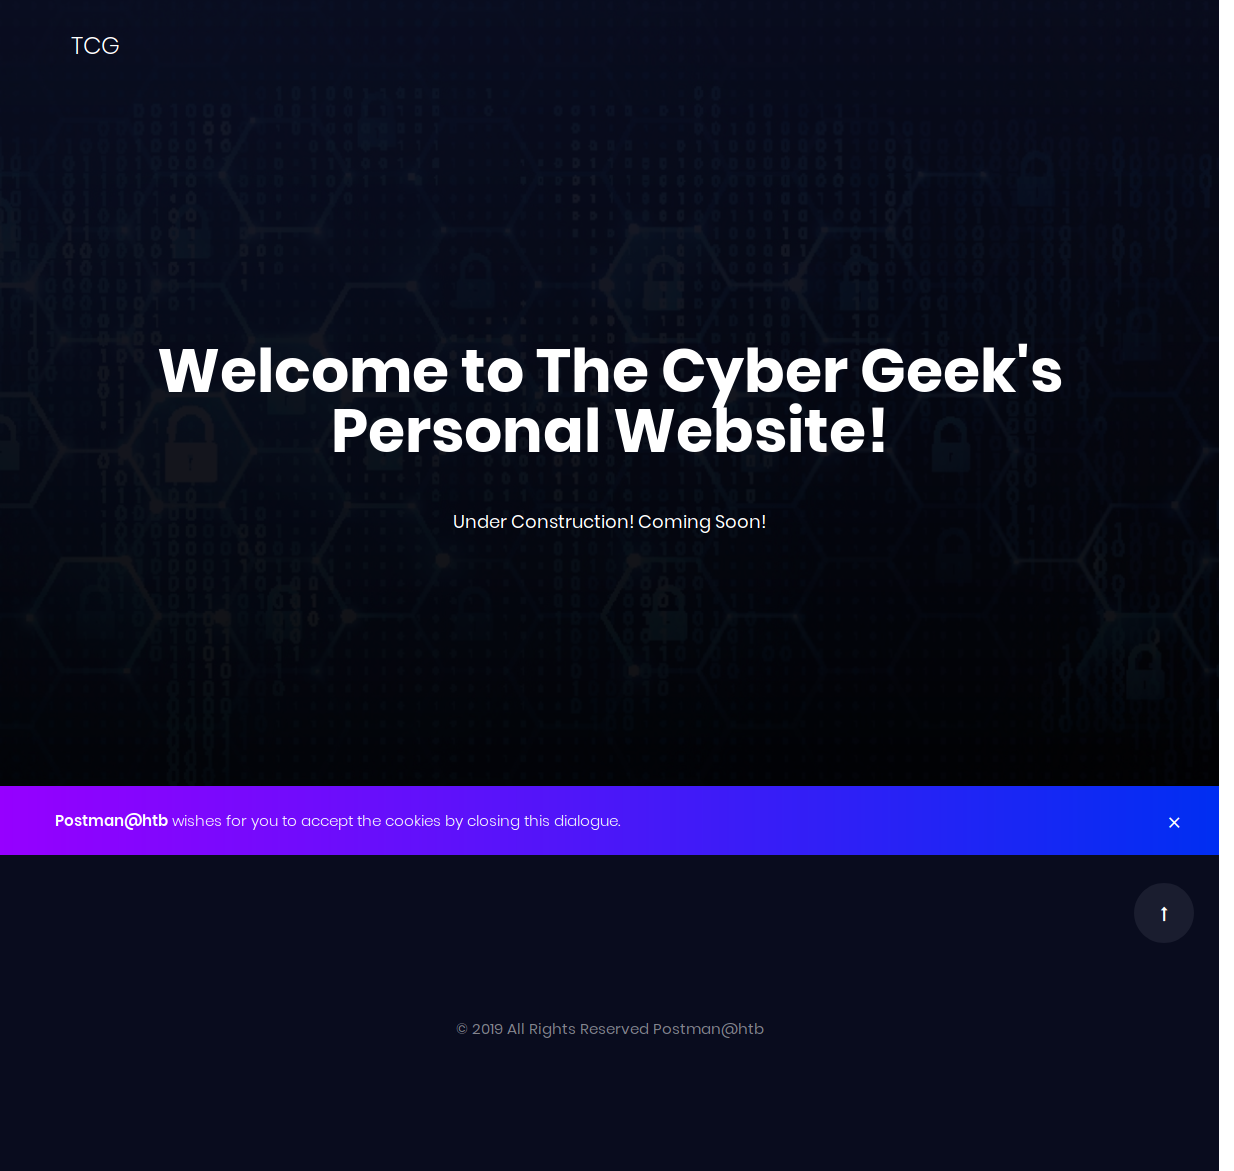 TCG
Welcome to The Cyber Geek's
Personal Website!
Under Construction! Coming Soon!
Postman@htb wishes for you to accept the cookies by closing this dialogue.
© 2019 All Rights Reserved Postman@htb